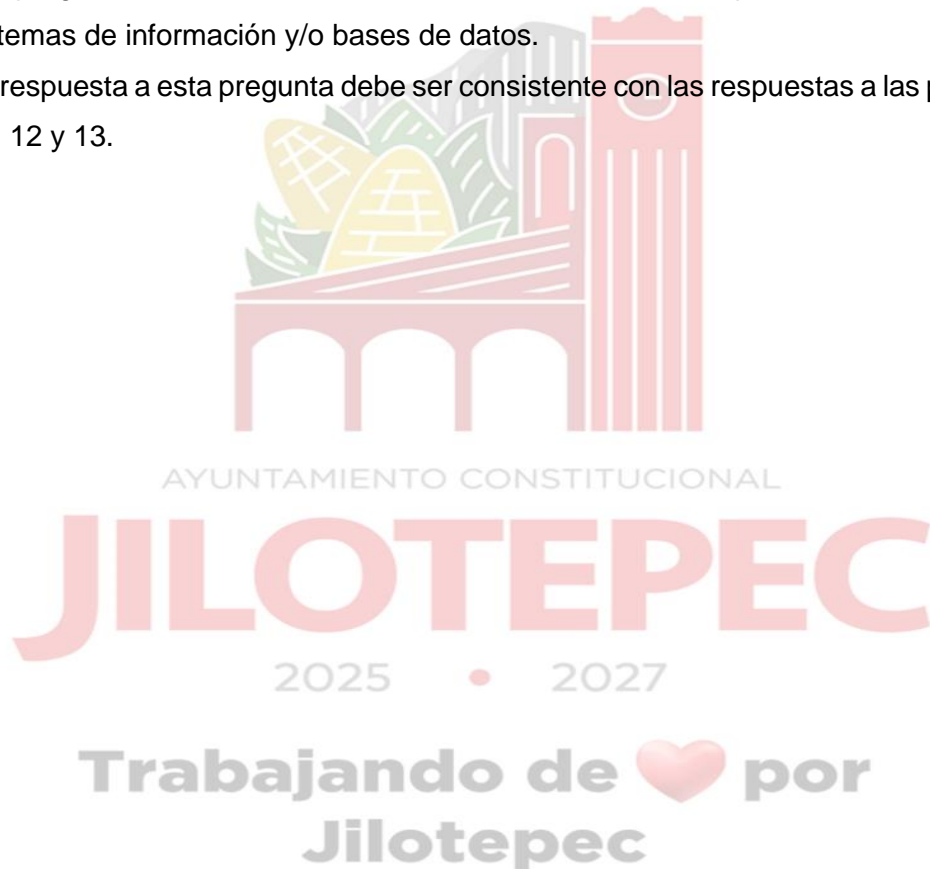 temas de información y/o bases de datos.
respuesta a esta pregunta debe ser consistente con las respuestas a las
12 y 13.
AYUNTAMIENTO CONSTITUCIONAL
JILOTEPEC
2025 • 2027
Trabajando de por
Jilotepec